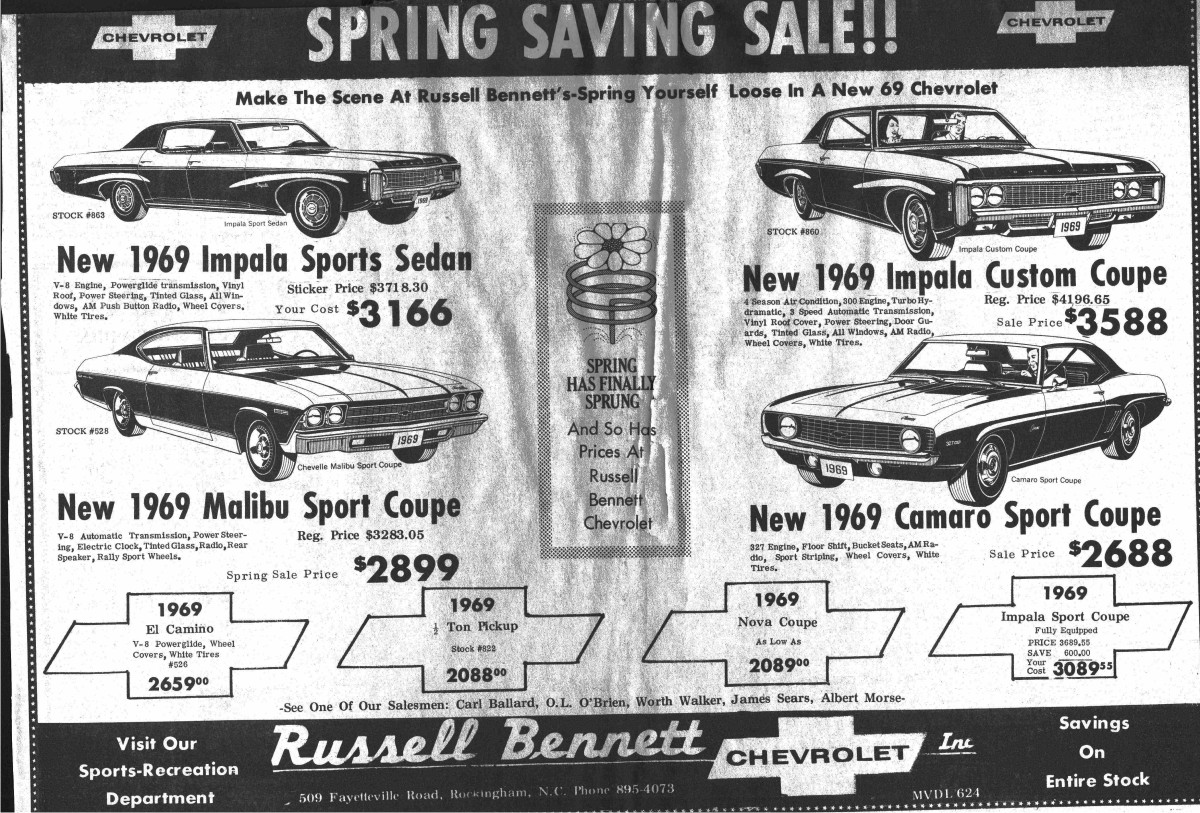 CHEVROLET
SPRING SAVING SALE!!
CHEVROLET
Make The Scene At Russell Bennett's-Spring Yourself Loose In A New 69 Chevrolet
1969
STOCK #863
Impala Sport Sedan
New 1969 Impala Sports Sedan
V-8 Engine, Powerglide transmission, Vinyl
Roof, Power Steering, Tinted Glass, All Win-
dows, AM Push Button Radio, Wheel Covers,
White Tires.
Sticker Price $3718.30
Your Cost $3166
1969
STOCK #860
Impala Custom Coupe
New 1969 Impala Custom Coupe
4 Season Air Condition, 300 Engine, Turbo Hy-
dramatic, 3 Speed Automatic Transmission,
Vinyl Roof Cover, Power Steering, Door Gu-
ards, Tinted Glass, All Windows, AM Radio,
Wheel Covers, White Tires.
Reg. Price $4196.65
Sale Price $3588
SPRING
HAS FINALLY
SPRUNG
And So Has
Prices At
Russell
Bennett
Chevrolet
1969
STOCK #528
Chevelle Malibu Sport Coupe
New 1969 Malibu Sport Coupe
V-8 Automatic Transmission, Power Steer-
ing, Electric Clock, Tinted Glass, Radio, Rear
Speaker, Rally Sport Wheels.
Reg. Price $3283.05
Spring Sale Price $2899
1969
Camaro Sport Coupe
New 1969 Camaro Sport Coupe
327 Engine, Floor Shift, Bucket Seats, AM Ra-
dio, Sport Striping, Wheel Covers, White
Tires.
Sale Price $2688
1969
El Camino
V-8 Powerglide, Wheel
Covers, White Tires
#526
2659 00
1969
½ Ton Pickup
Stock #822
2088 00
1969
Nova Coupe
As Low As
2089 00
1969
Impala Sport Coupe
Fully Equipped
PRICE 3689.55
SAVE 600.00
Your
Cost 3089 55
-See One Of Our Salesmen: Carl Ballard, O.L. O'Brien, Worth Walker, James Sears, Albert Morse-
Visit Our
Sports-Recreation
Department
Russell Bennett CHEVROLET Inc
509 Fayetteville Road, Rockingham, N.C. Phone 895-4073
MVDL 624
Savings
On
Entire Stock